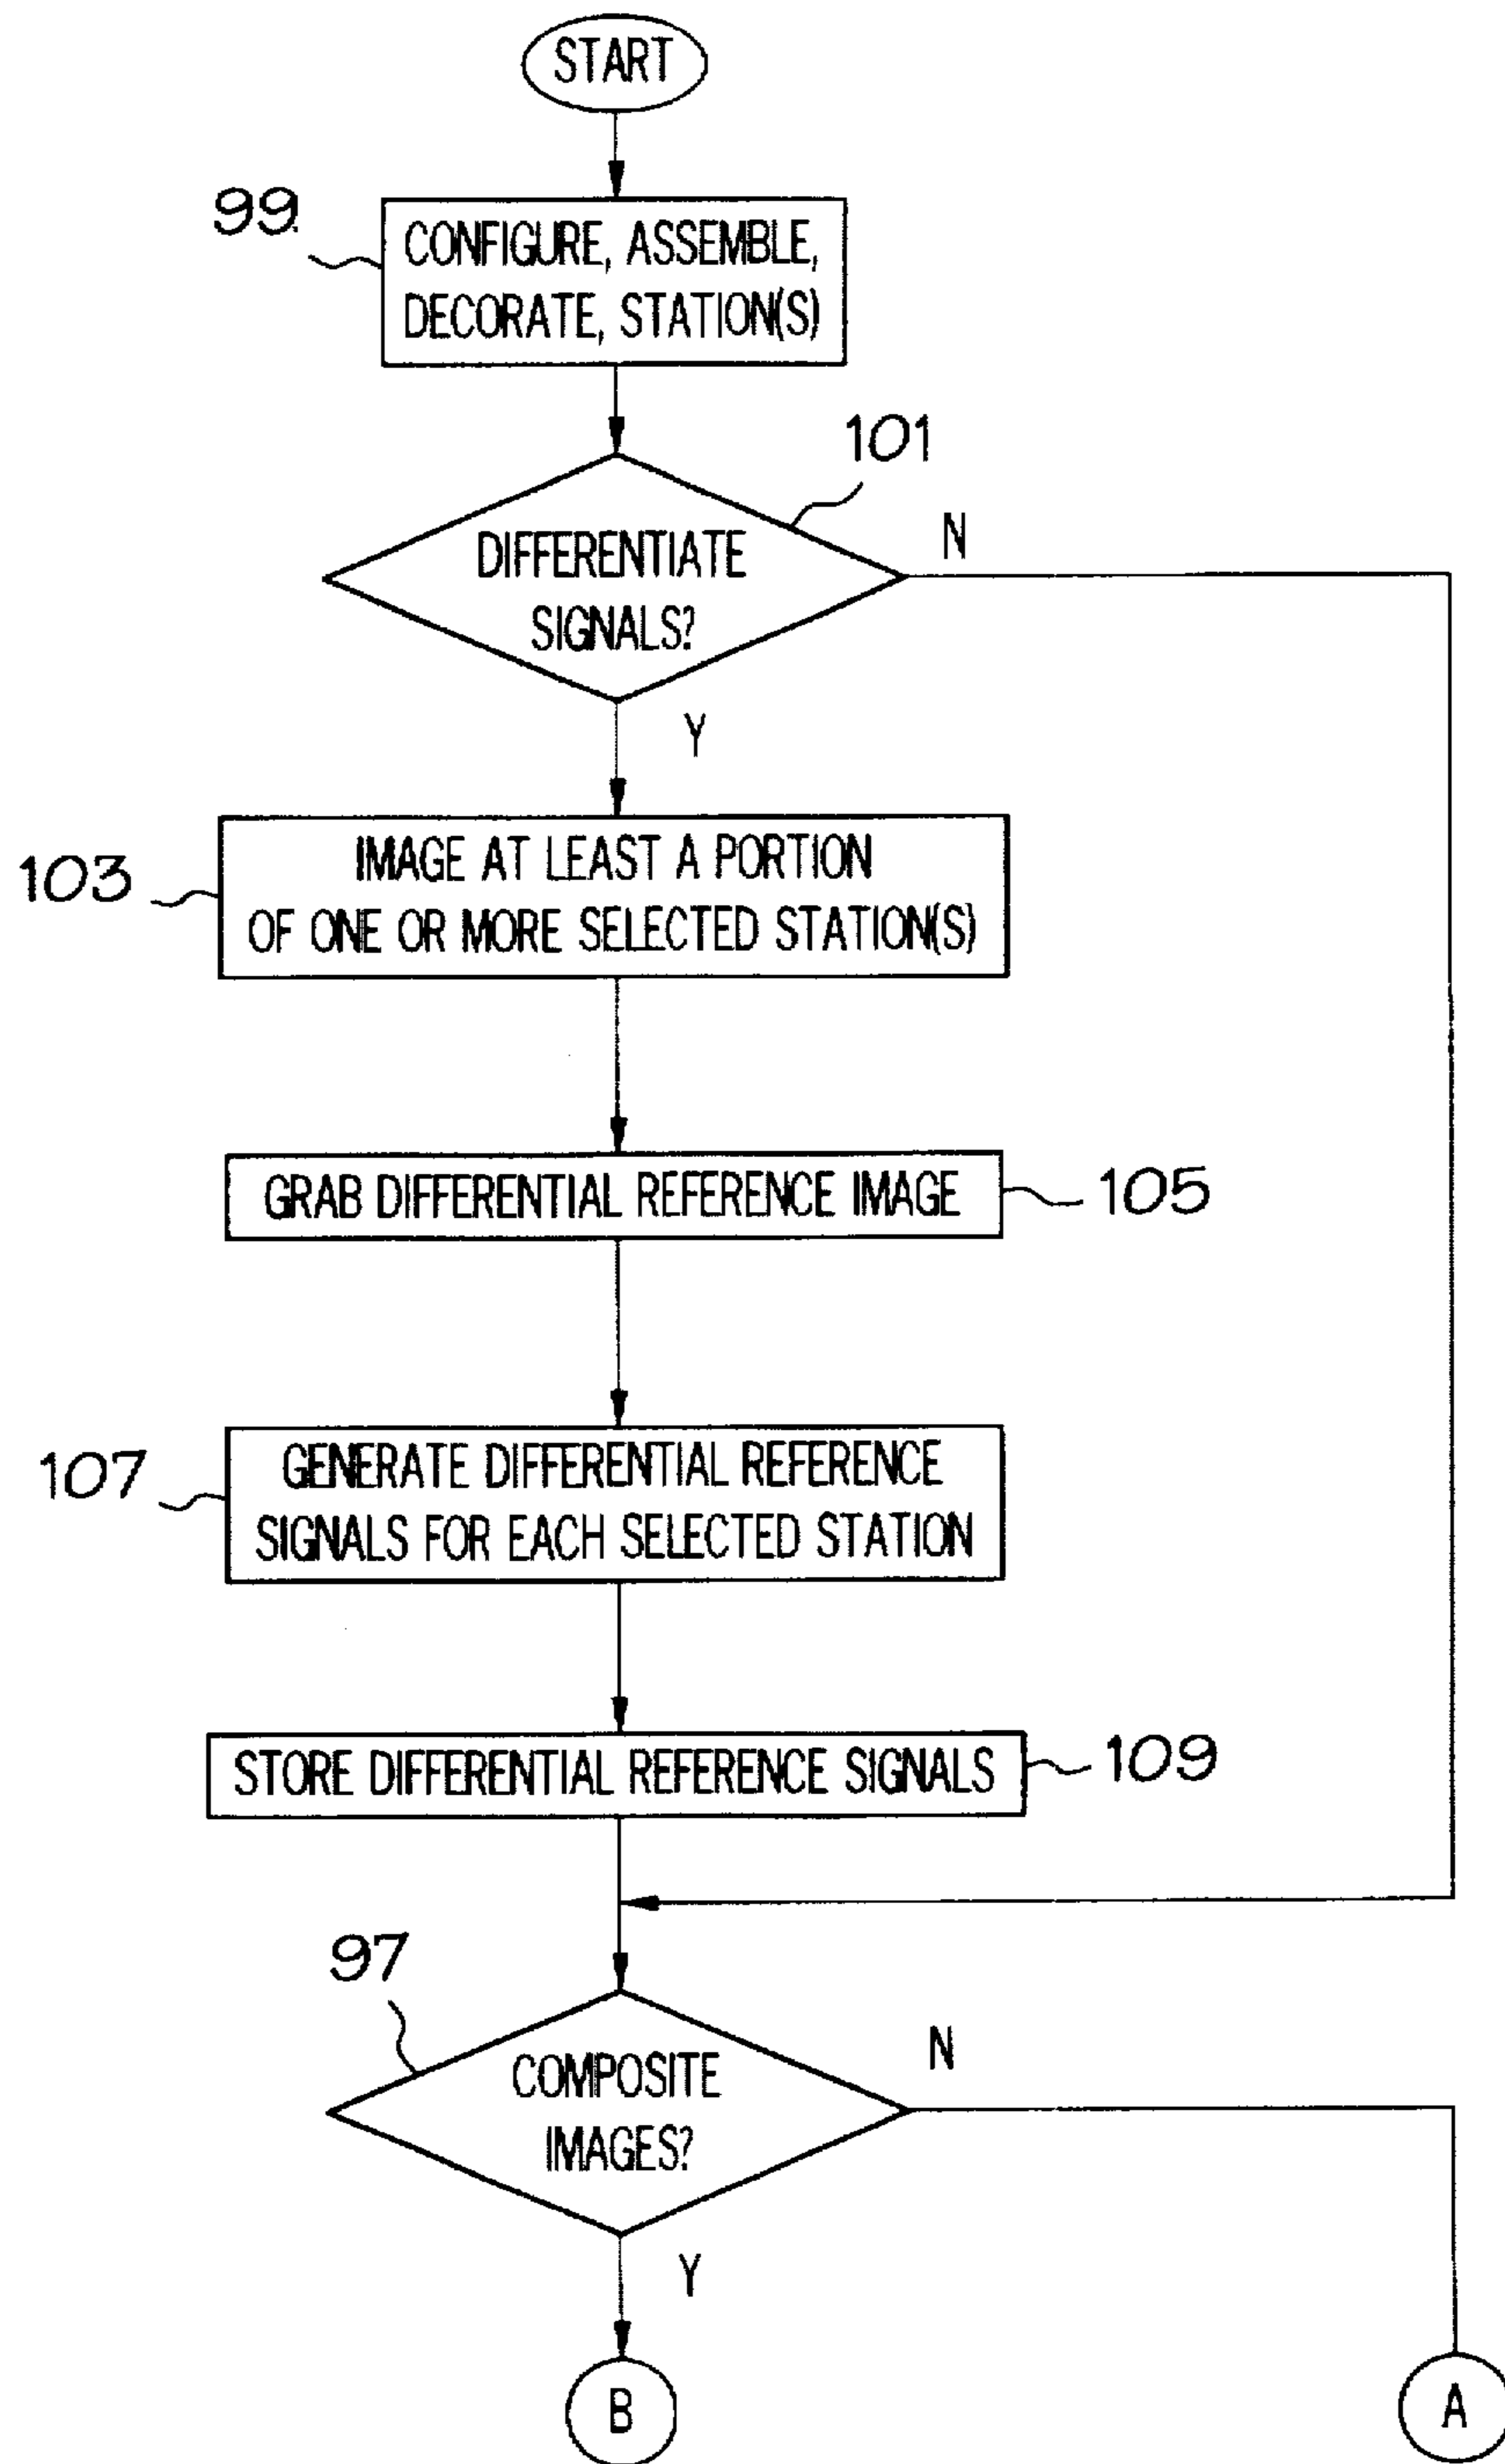 START
99
CONFIGURE, ASSEMBLE,
DECORATE, STATION(S)
101
DIFFERENTIATE
SIGNALS?
N
Y
103
IMAGE AT LEAST A PORTION
OF ONE OR MORE SELECTED STATION(S)
GRAB DIFFERENTIAL REFERENCE IMAGE
105
107
GENERATE DIFFERENTIAL REFERENCE
SIGNALS FOR EACH SELECTED STATION
STORE DIFFERENTIAL REFERENCE SIGNALS
109
97
COMPOSITE
IMAGES?
N
Y
B
A